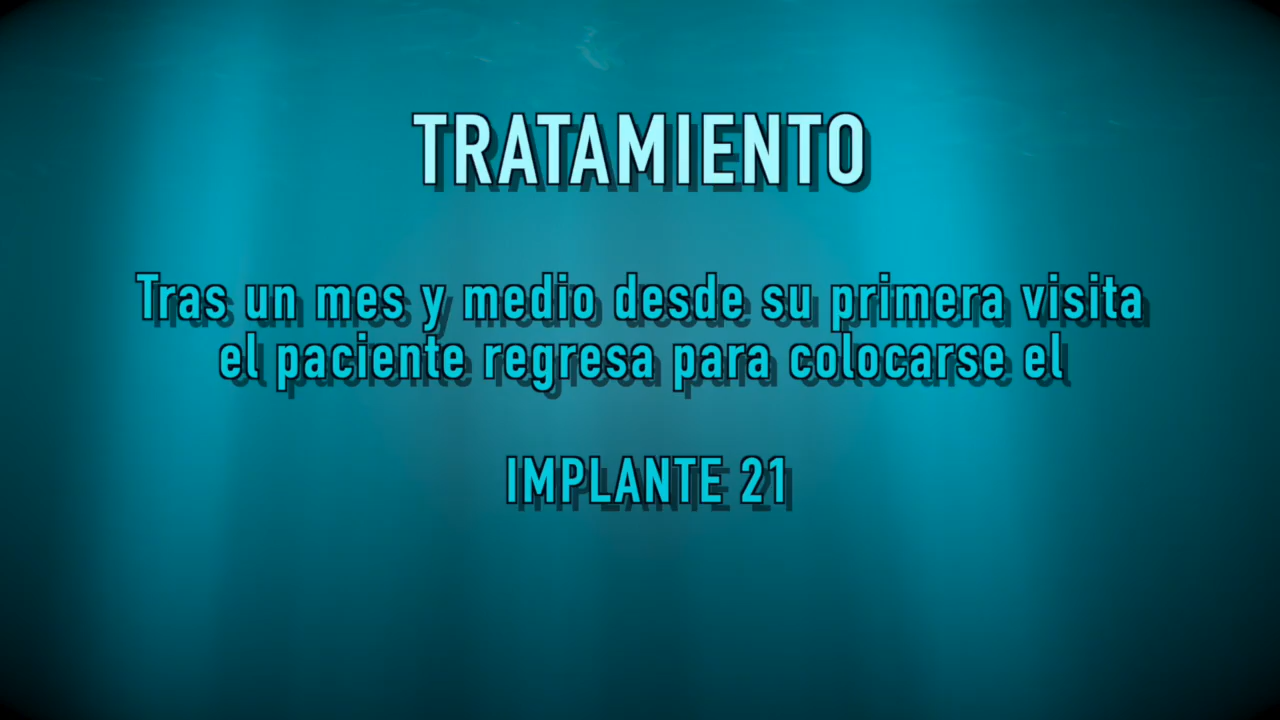 TRATAMIENTO
Tras un mes y medio desde su primera visita
el paciente regresa para colocarse el
IMPLANTE 21